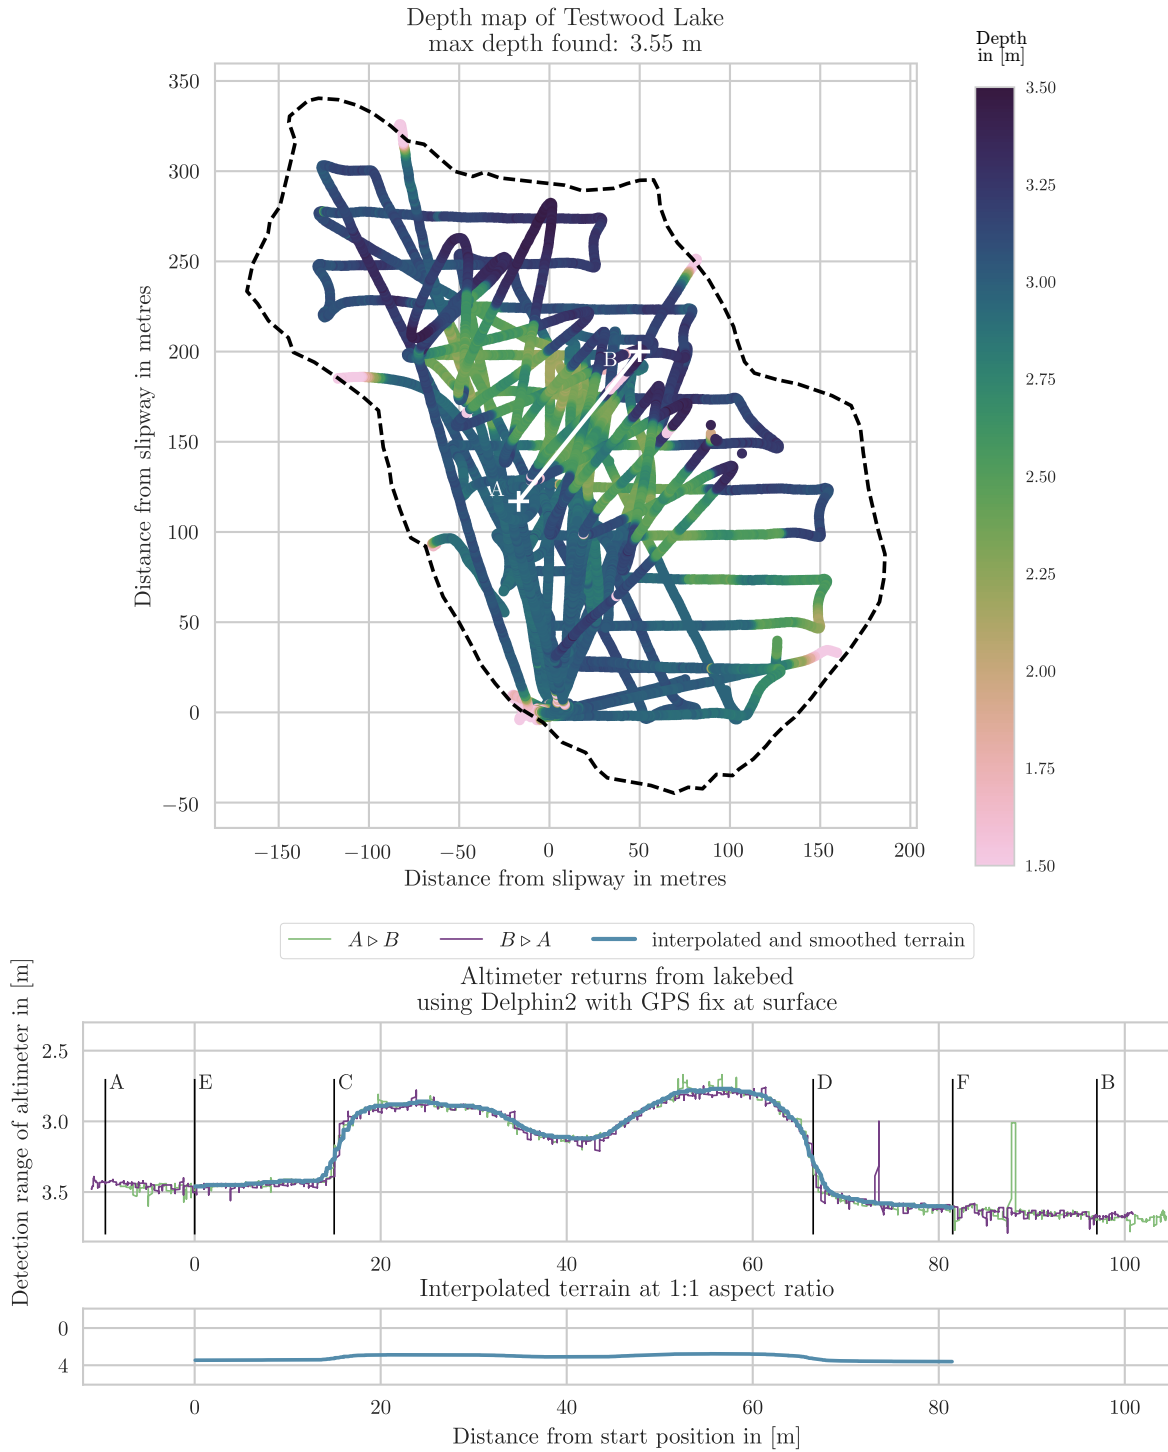 Depth map of Testwood Lake
max depth found: 3.55 m
Depth
in [m]
3.50
3.25
3.00
2.75
2.50
2.25
2.00
1.75
1.50
Distance from slipway in metres
350
300
250
200
150
100
50
0
−50
B
A
−150 −100 −50 0 50 100 150 200
Distance from slipway in metres
A ▷ B B ▷ A interpolated and smoothed terrain
Altimeter returns from lakebed
using Delphin2 with GPS fix at surface
Detection range of altimeter in [m]
2.5
3.0
3.5
A E C D F B
0 20 40 60 80 100
Interpolated terrain at 1:1 aspect ratio
0
4
0 20 40 60 80 100
Distance from start position in [m]